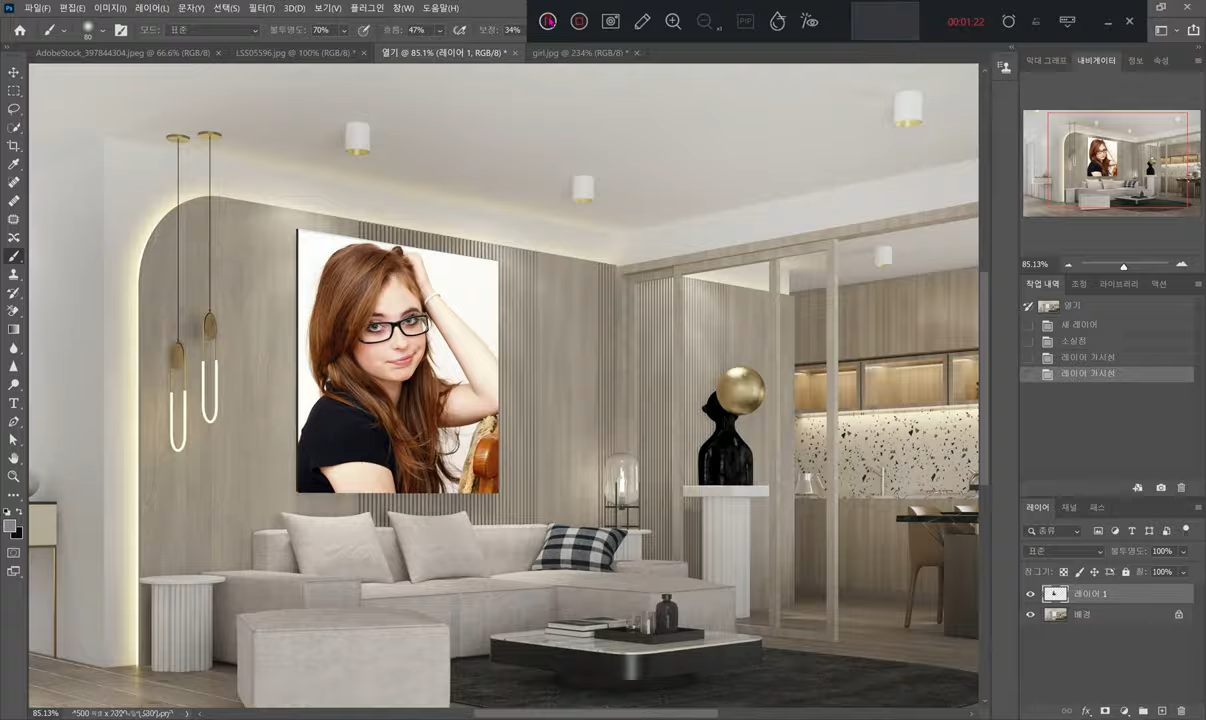 Ps 파일(F) 편집(E) 이미지(I) 레이어(L) 문자(Y) 선택(S) 필터(T) 3D(D) 보기(V) 플러그인 창(W) 도움말(H)
00:01:22
80 모드: 표준 불투명도: 70% 흐름: 47% 보정: 34%
PIP
AdobeStock_397844304.jpeg @ 66.6% (RGB/8) × LSS05596.jpg @ 100% (RGB/8) * × 열기 @ 85.1% (레이어 1, RGB/8) * × girl.jpg @ 234% (RGB/8) * ×
막대 그래프 내비게이터 정보 속성
85.13%
작업 내역 조정 라이브러리 액션
열기
새 레이어
소실점
레이어 가시성
레이어 가시성
레이어 채널 패스
종류
표준 불투명도: 100%
잠그기: 칠: 100%
레이어 1
배경
fx
85.13%